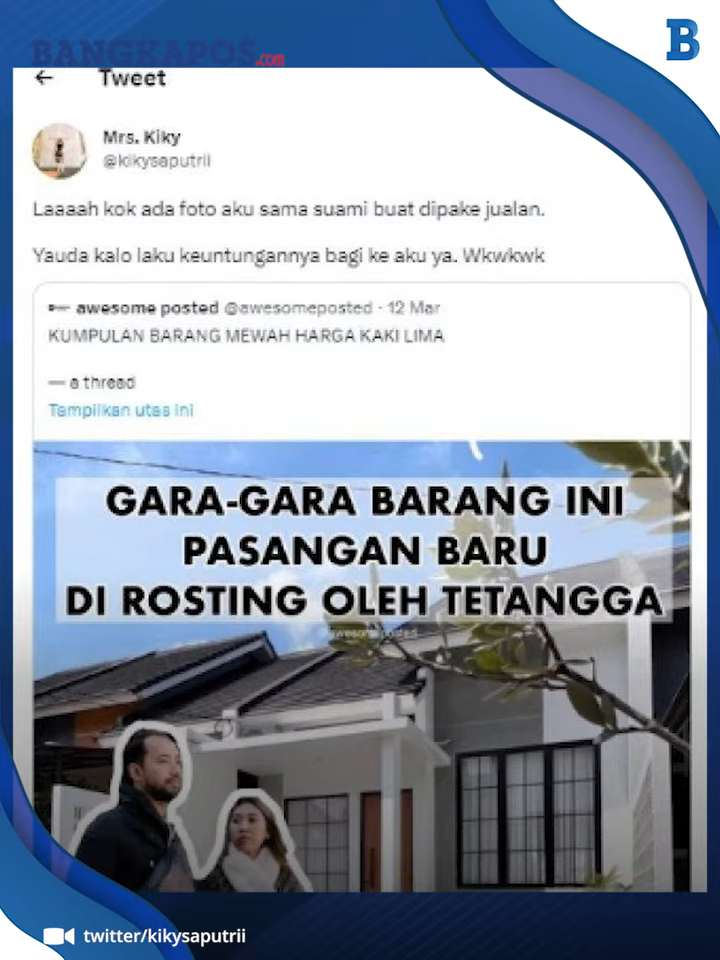 BANGKAPOS.com
B
← Tweet
Mrs. Kiky
@kikysaputrii
Laaaah kok ada foto aku sama suami buat dipake jualan.
Yauda kalo laku keuntungannya bagi ke aku ya. Wkwkwk
awesome posted @awesomeposted · 12 Mar
KUMPULAN BARANG MEWAH HARGA KAKI LIMA
— a thread
Tampilkan utas ini
GARA-GARA BARANG INI
PASANGAN BARU
DI ROSTING OLEH TETANGGA
@awesomeposted
twitter/kikysaputrii